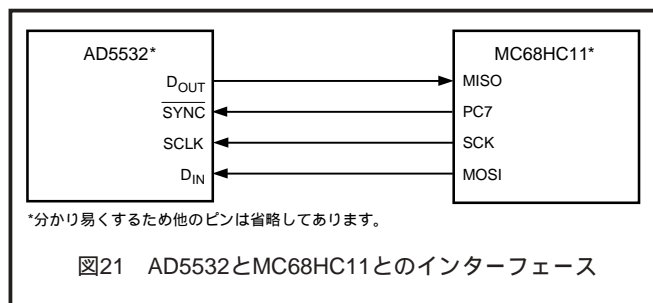 AD5532*
MC68HC11*
DOUT
MISO
SYNC
PC7
SCLK
SCK
DIN
MOSI
*分かり易くするため他のピンは省略してあります。
図21 AD5532とMC68HC11とのインターフェース